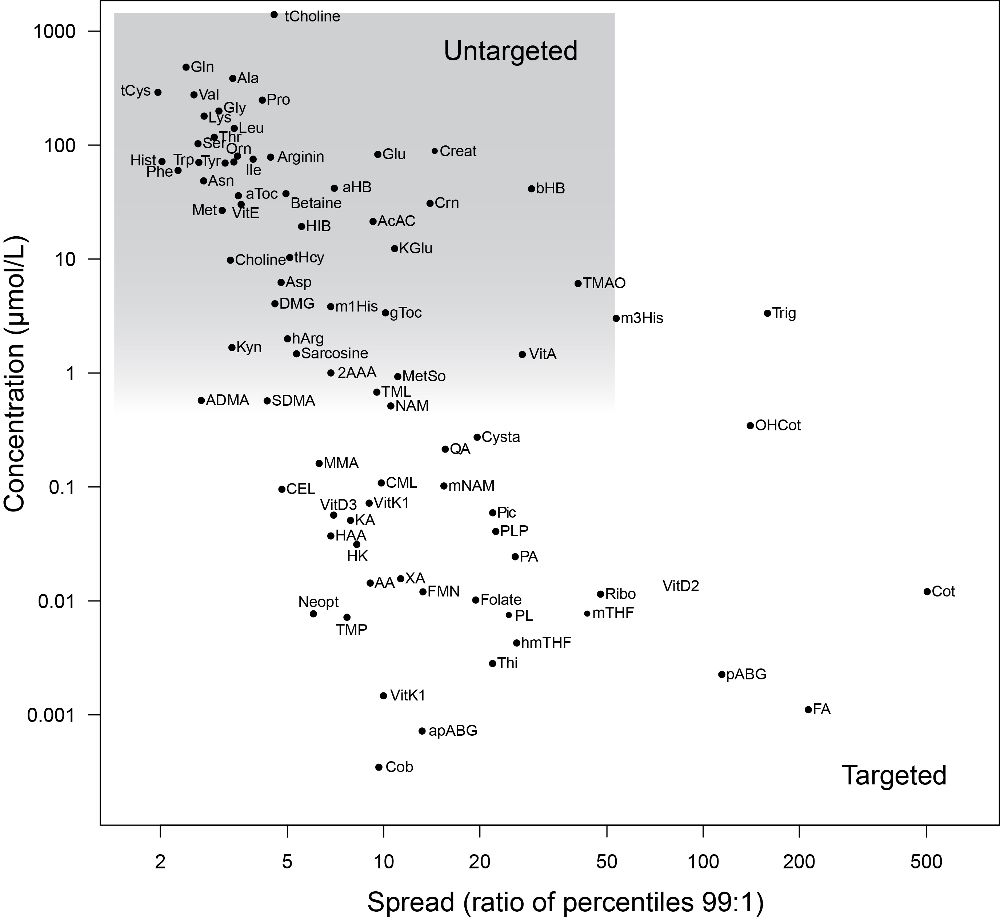 tCholine
1000
Untargeted
Gln
Ala
tCys
Val
Pro
Gly
Lys
Leu
Thr
Ser
100
Orn
Creat
Glu
Arginin
Hist
Trp
Tyr
Ile
Phe
Asn
aHB
bHB
aToc
Betaine
Crn
Met
VitE
AcAC
HIB
KGlu
10
Choline
tHcy
Asp
TMAO
DMG
m1His
gToc
Trig
m3His
hArg
Kyn
Sarcosine
VitA
1
2AAA
MetSo
TML
ADMA
SDMA
NAM
OHCot
Cysta
QA
MMA
CML
mNAM
0.1
CEL
VitD3
VitK1
Pic
KA
PLP
HAA
HK
PA
XA
AA
VitD2
FMN
Ribo
Cot
0.01
Neopt
Folate
mTHF
PL
TMP
hmTHF
Thi
pABG
VitK1
FA
0.001
apABG
Cob
Targeted
Concentration (µmol/L)
2
5
10
20
50
100
200
500
Spread (ratio of percentiles 99:1)